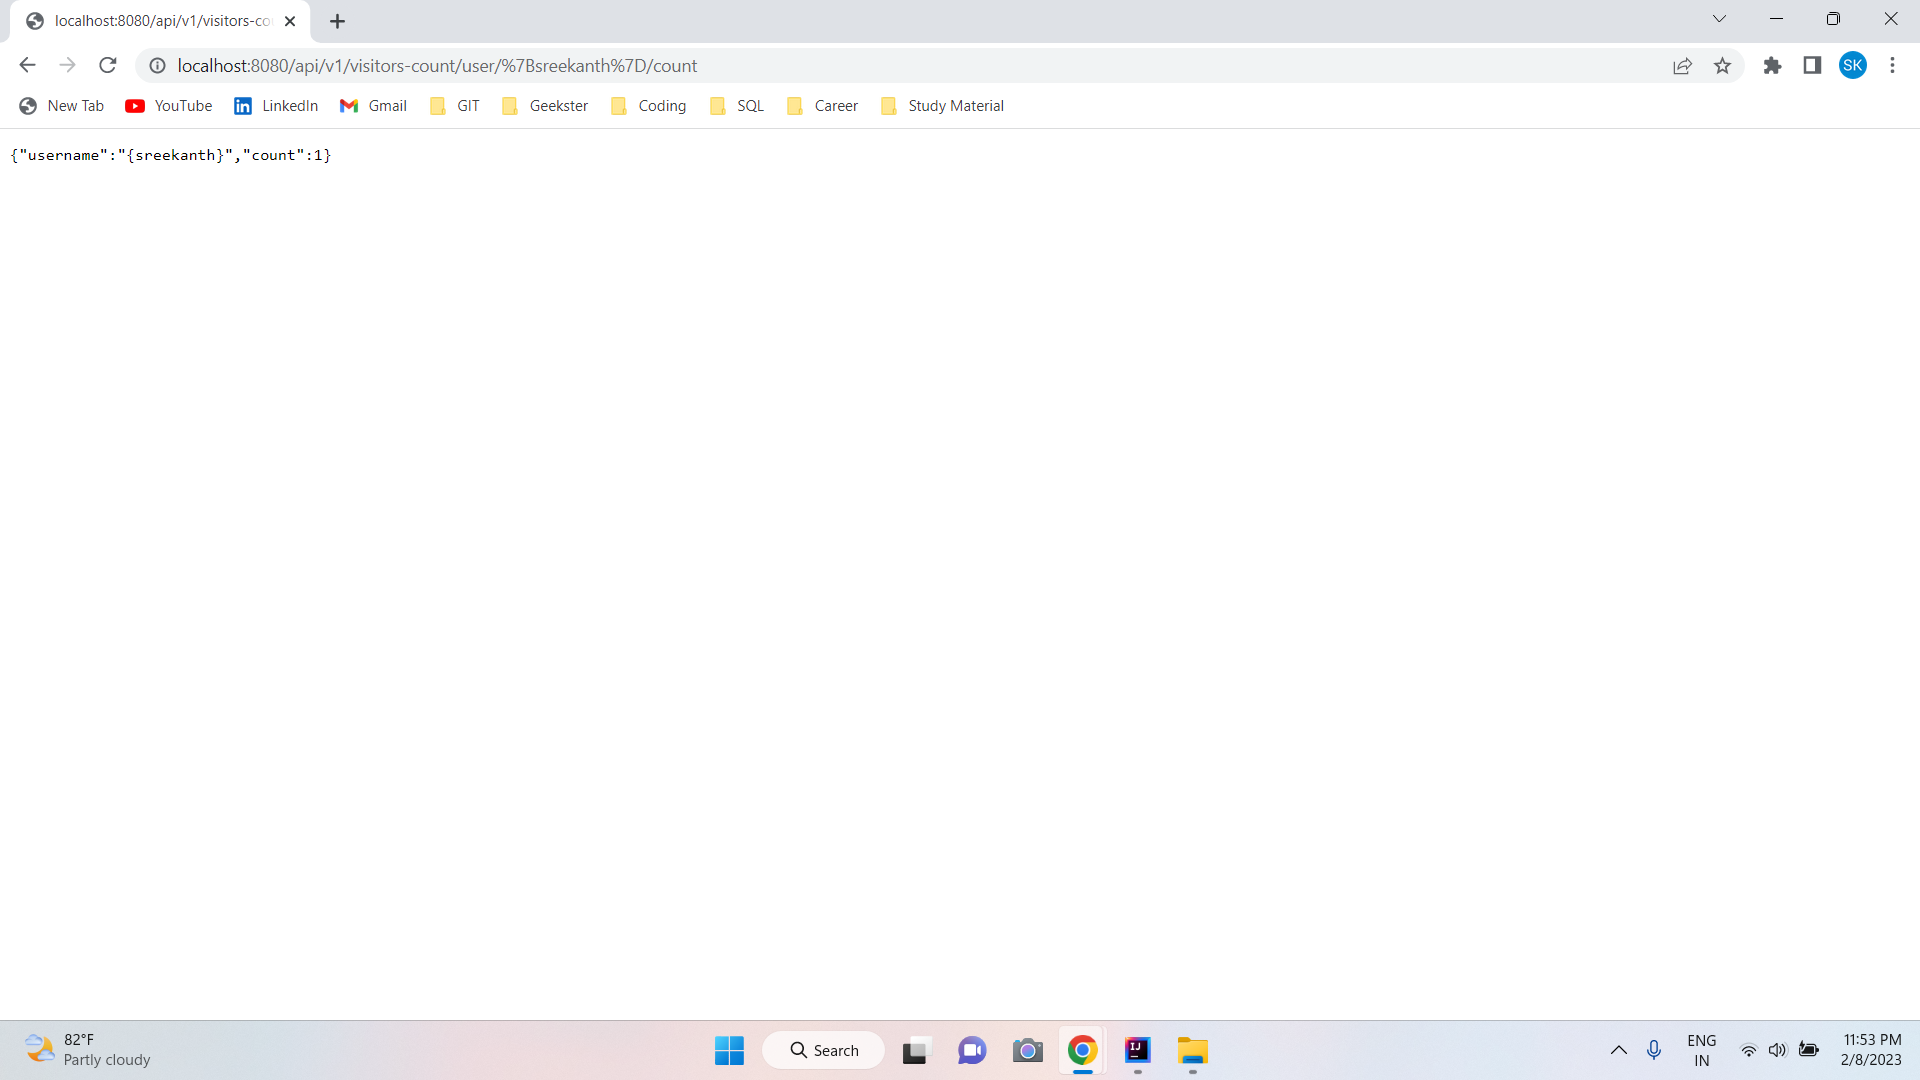 localhost:8080/api/v1/visitors-co
localhost:8080/api/v1/visitors-count/user/%7Bsreekanth%7D/count
SK
New Tab YouTube LinkedIn Gmail GIT Geekster Coding SQL Career Study Material
{"username":"{sreekanth}","count":1}
82°F
Partly cloudy
Search
ENG
IN
11:53 PM
2/8/2023